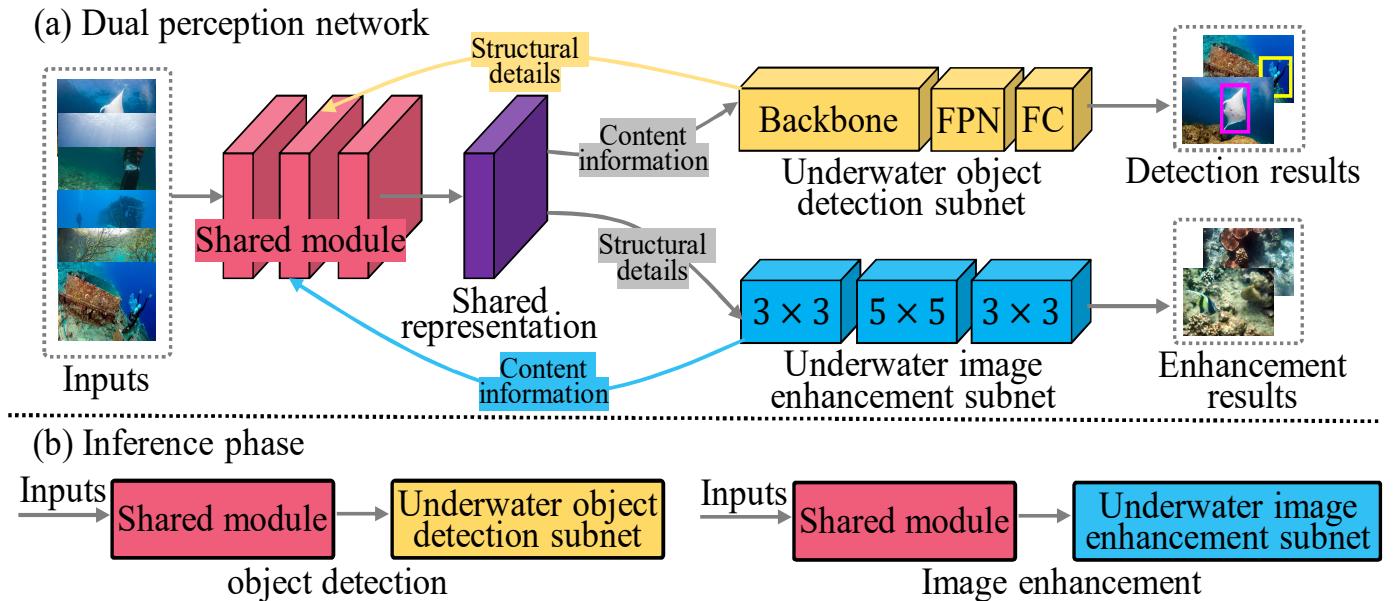 (a) Dual perception network
Structural
details
Backbone
FPN
FC
Content
information
Underwater object
detection subnet
Detection results
Shared module
Structural
details
Shared
representation
3 × 3
5 × 5
3 × 3
Inputs
Content
information
Underwater image
enhancement subnet
Enhancement
results
(b) Inference phase
Inputs
Shared module
Underwater object
detection subnet
object detection
Inputs
Shared module
Underwater image
enhancement subnet
Image enhancement